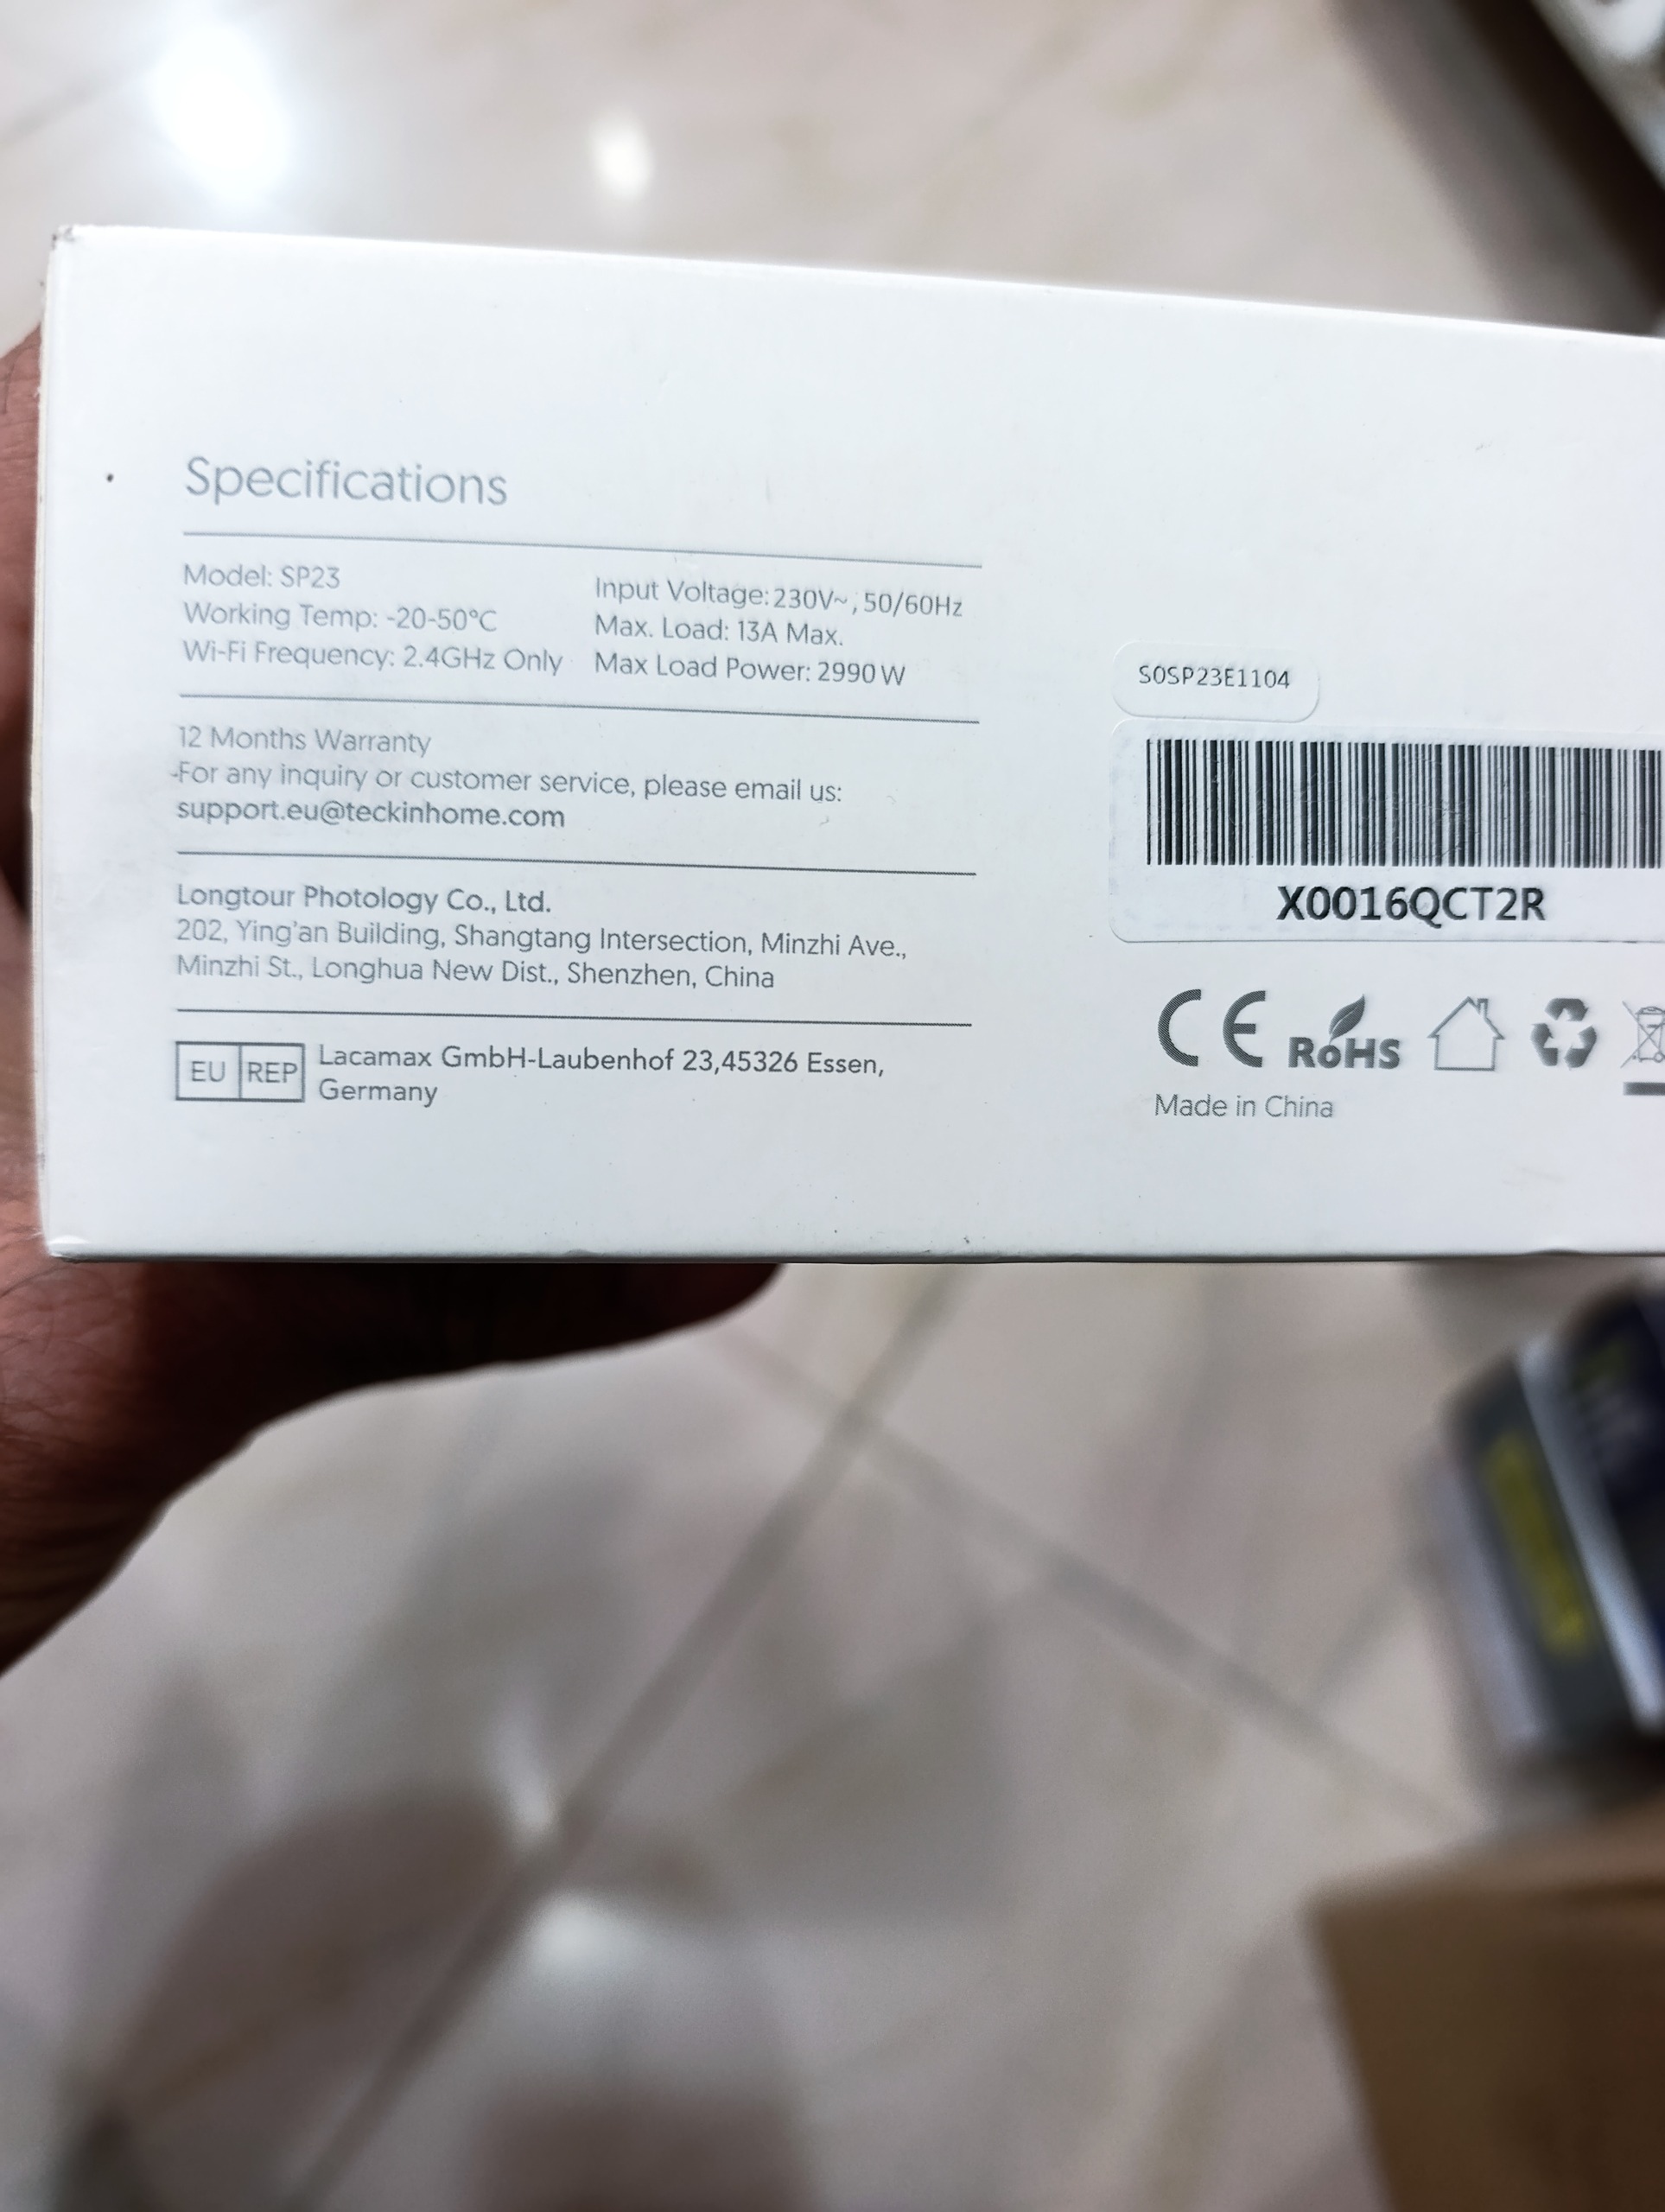 Specifications
Model: SP23
Working Temp: -20-50°C
Wi-Fi Frequency: 2.4GHz Only
Input Voltage:230V~, 50/60Hz
Max. Load: 13A Max.
Max Load Power: 2990W
12 Months Warranty
-For any inquiry or customer service, please email us:
support.eu@teckinhome.com
Longtour Photology Co., Ltd.
202, Ying'an Building, Shangtang Intersection, Minzhi Ave.,
Minzhi St., Longhua New Dist., Shenzhen, China
EU REP
Lacamax GmbH-Laubenhof 23,45326 Essen,
Germany
SOSP23E1104
X0016QCT2R
CE RoHS
Made in China